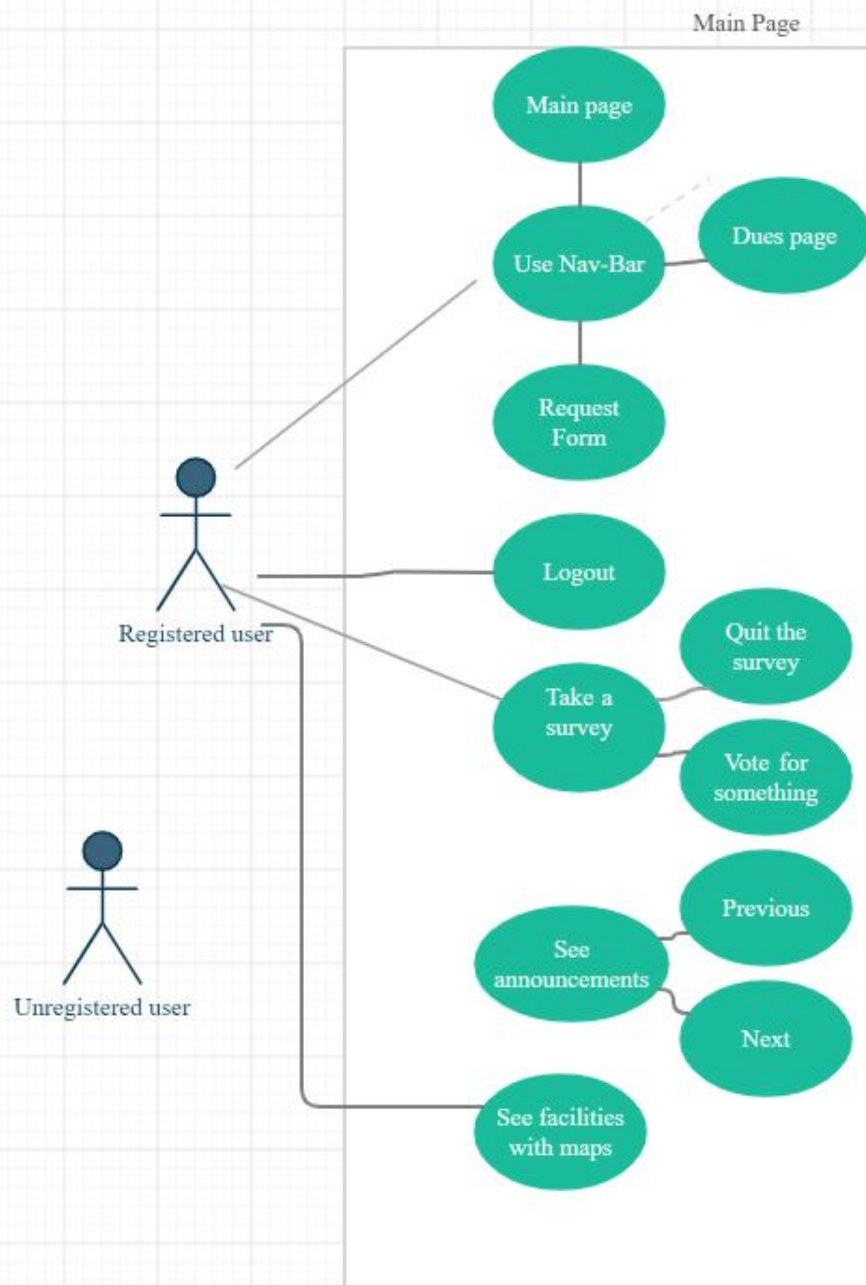 Main Page
Main page
Use Nav-Bar
Dues page
Request
Form
Logout
Registered user
Quit the
survey
Take a
survey
Vote for
something
Previous
See
announcements
Unregistered user
Next
See facilities
with maps